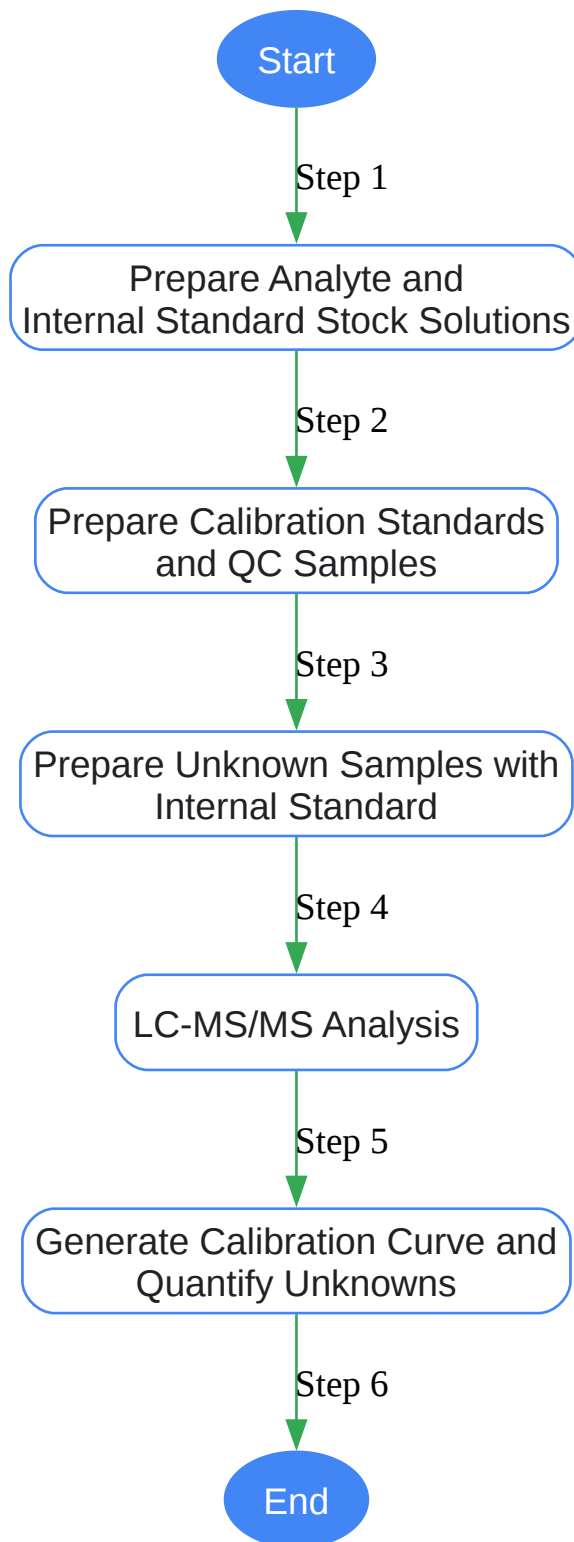 Start
Step 1
Prepare Analyte and
Internal Standard Stock Solutions
Step 2
Prepare Calibration Standards
and QC Samples
Step 3
Prepare Unknown Samples with
Internal Standard
Step 4
LC-MS/MS Analysis
Step 5
Generate Calibration Curve and
Quantify Unknowns
Step 6
End